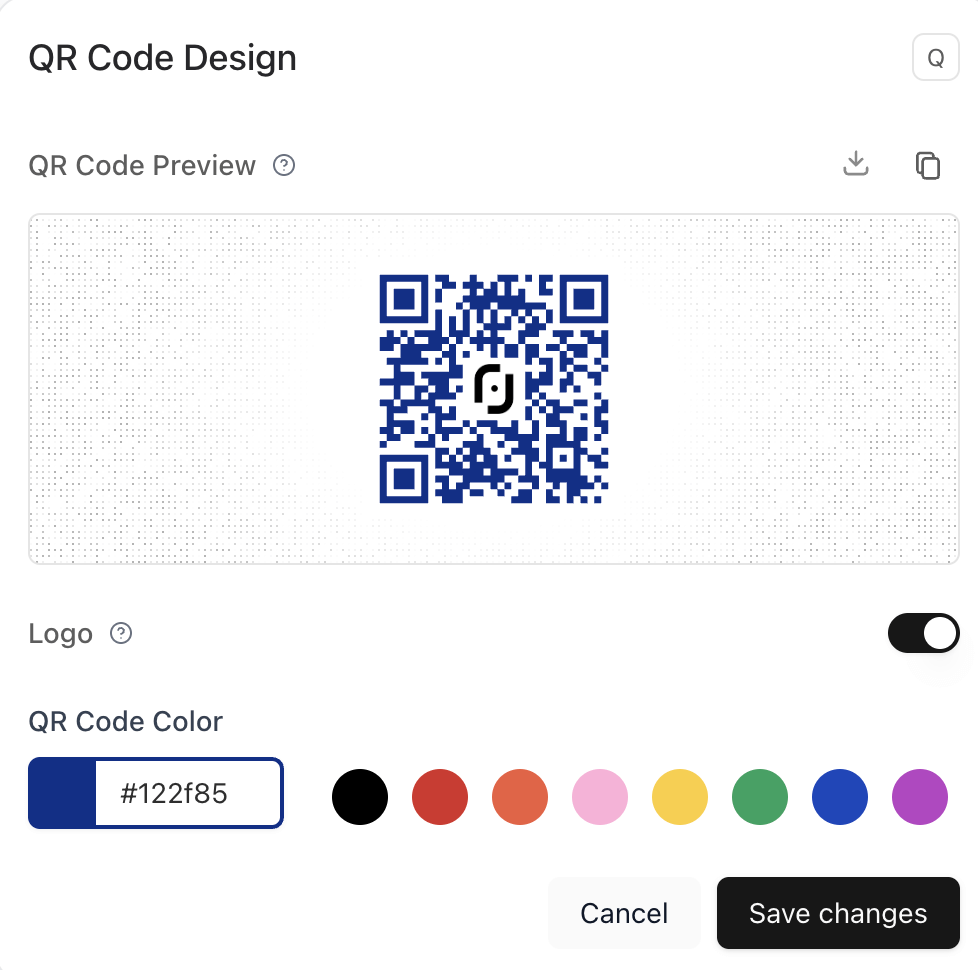 QR Code Design
Q
QR Code Preview
Logo
QR Code Color
#122f85
Cancel
Save changes